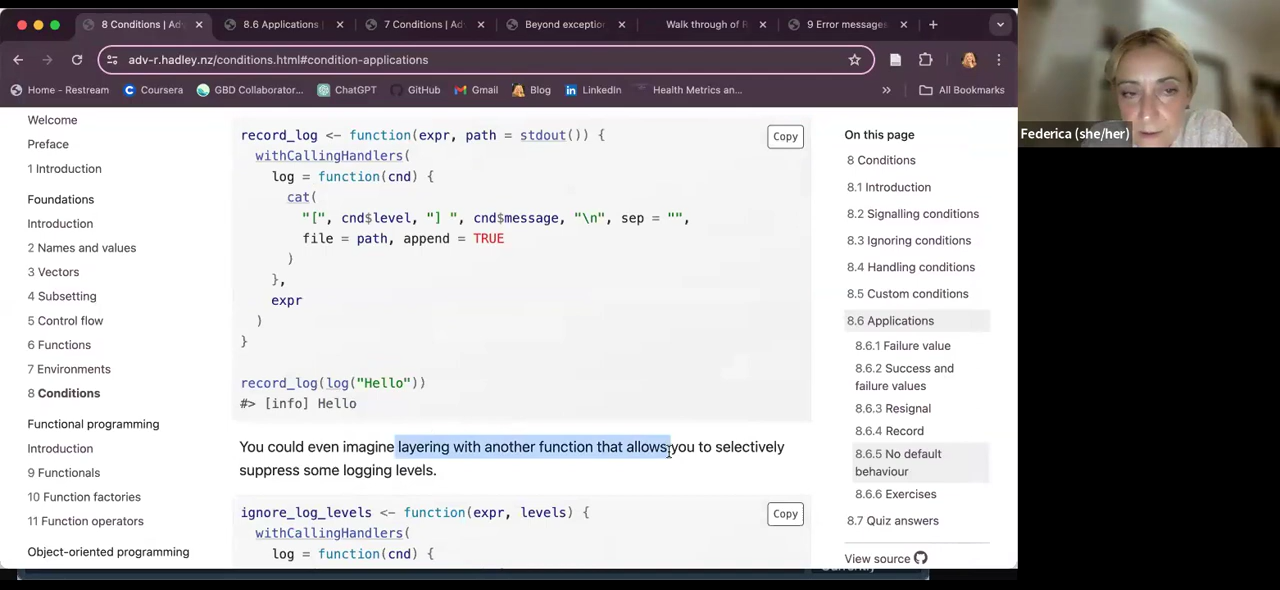 8 Conditions | Adv
8.6 Applications |
7 Conditions | Adv
Beyond exception
Walk through of R
9 Error messages
adv-r.hadley.nz/conditions.html#condition-applications
Home - Restream
Coursera
GBD Collaborator...
ChatGPT
GitHub
Gmail
Blog
LinkedIn
Health Metrics an...
»
All Bookmarks
Welcome
Preface
1 Introduction
Foundations
Introduction
2 Names and values
3 Vectors
4 Subsetting
5 Control flow
6 Functions
7 Environments
8 Conditions
Functional programming
Introduction
9 Functionals
10 Function factories
11 Function operators
Object-oriented programming
record_log <- function(expr, path = stdout()) {
withCallingHandlers(
log = function(cnd) {
cat(
"[", cnd$level, "] ", cnd$message, "\n", sep = "",
file = path, append = TRUE
)
},
expr
)
}
record_log(log("Hello"))
#> [info] Hello
Copy
You could even imagine layering with another function that allows you to selectively
suppress some logging levels.
ignore_log_levels <- function(expr, levels) {
withCallingHandlers(
log = function(cnd) {
Copy
On this page
8 Conditions
8.1 Introduction
8.2 Signalling conditions
8.3 Ignoring conditions
8.4 Handling conditions
8.5 Custom conditions
8.6 Applications
8.6.1 Failure value
8.6.2 Success and
failure values
8.6.3 Resignal
8.6.4 Record
8.6.5 No default
behaviour
8.6.6 Exercises
8.7 Quiz answers
View source
Federica (she/her)